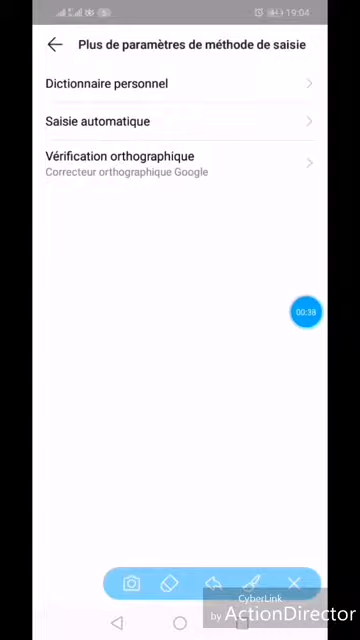 19:04
Plus de paramètres de méthode de saisie
Dictionnaire personnel
Saisie automatique
Vérification orthographique
Correcteur orthographique Google
00:38
CyberLink
by ActionDirector